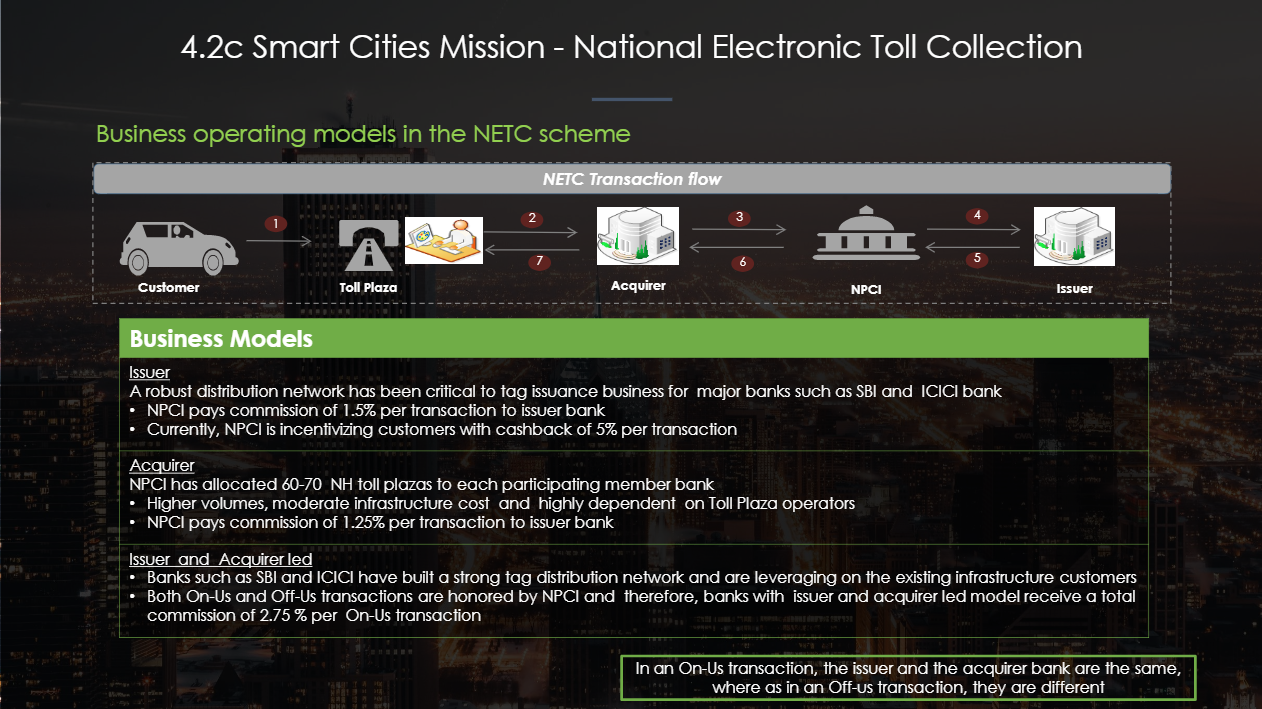 4.2c Smart Cities Mission - National Electronic Toll Collection
Business operating models in the NETC scheme
NETC Transaction flow
1
2
3
4
7
6
5
Customer
Toll Plaza
Acquirer
NPCI
Issuer
Business Models
Issuer
A robust distribution network has been critical to tag issuance business for major banks such as SBI and ICICI bank
• NPCI pays commission of 1.5% per transaction to issuer bank
• Currently, NPCI is incentivizing customers with cashback of 5% per transaction
Acquirer
NPCI has allocated 60-70 NH toll plazas to each participating member bank
• Higher volumes, moderate infrastructure cost and highly dependent on Toll Plaza operators
• NPCI pays commission of 1.25% per transaction to issuer bank
Issuer and Acquirer led
• Banks such as SBI and ICICI have built a strong tag distribution network and are leveraging on the existing infrastructure customers
• Both On-Us and Off-Us transactions are honored by NPCI and therefore, banks with issuer and acquirer led model receive a total
commission of 2.75 % per On-Us transaction
In an On-Us transaction, the issuer and the acquirer bank are the same,
where as in an Off-us transaction, they are different